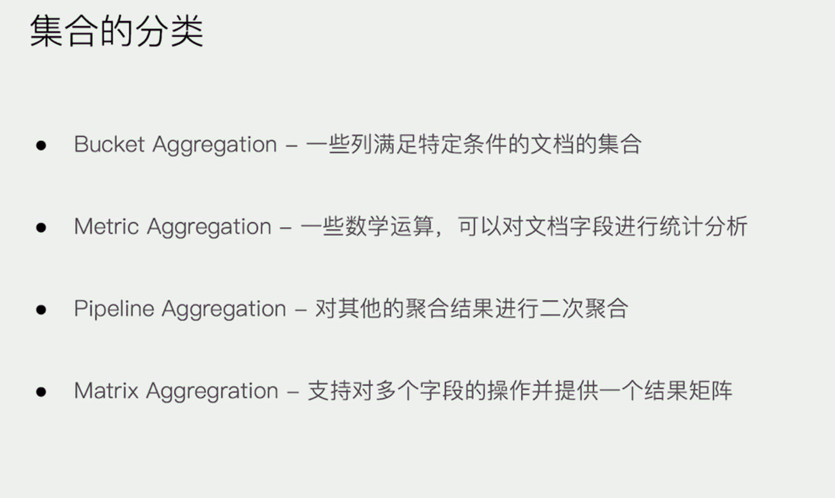 集合的分类
● Bucket Aggregation – 一些列满足特定条件的文档的集合
● Metric Aggregation – 一些数学运算，可以对文档字段进行统计分析
● Pipeline Aggregation – 对其他的聚合结果进行二次聚合
● Matrix Aggregration – 支持对多个字段的操作并提供一个结果矩阵